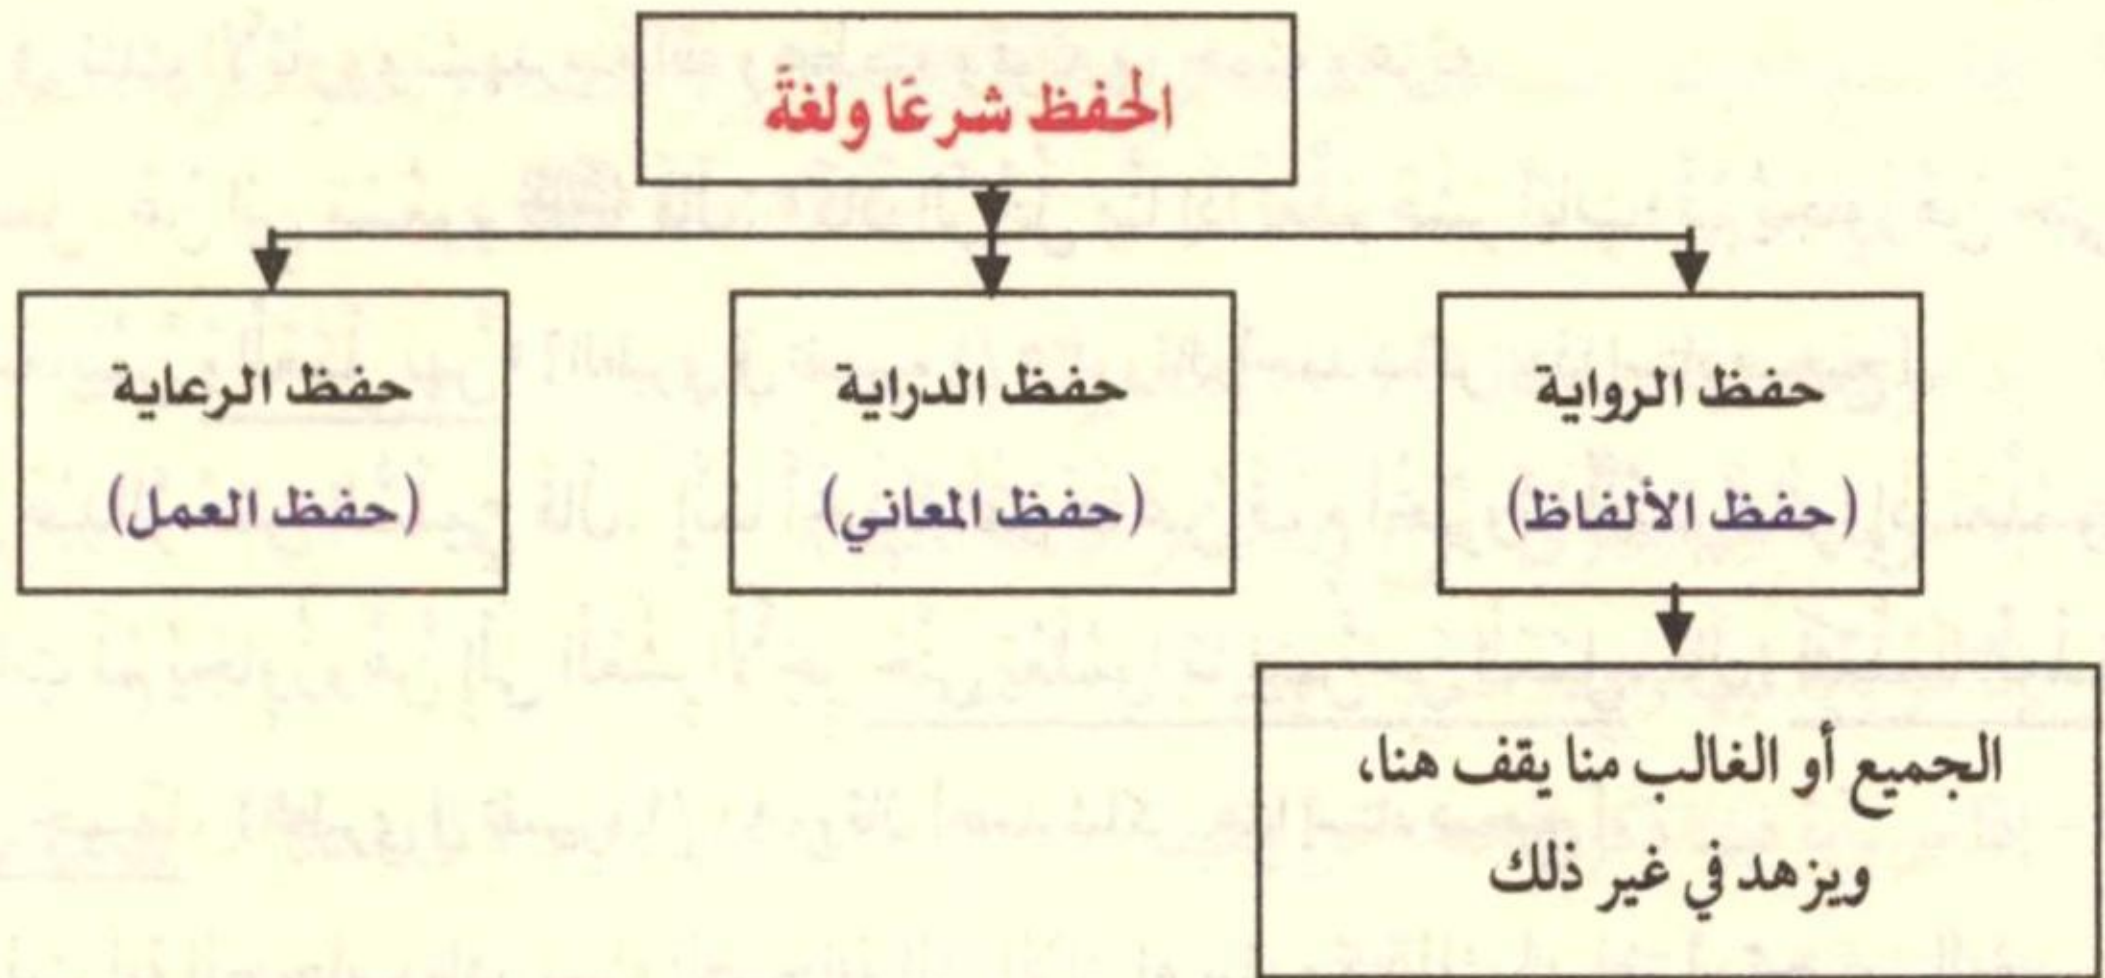 الحفظ شرعًا ولغةً
حفظ الرواية
(حفظ الألفاظ)
حفظ الدراية
(حفظ المعاني)
حفظ الرعاية
(حفظ العمل)
الجميع أو الغالب منا يقف هنا،
ويزهد في غير ذلك